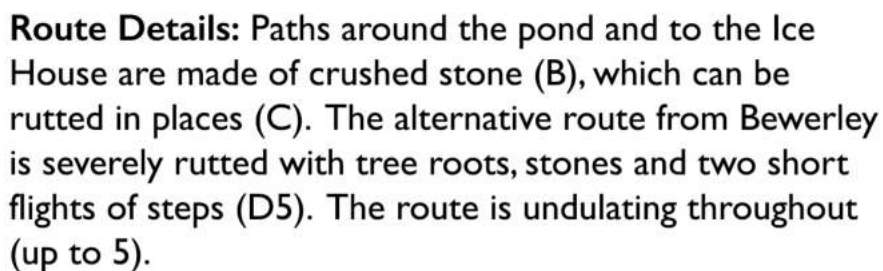 Route Details: Paths around the pond and to the Ice
House are made of crushed stone (B), which can be
rutted in places (C). The alternative route from Bewerley
is severely rutted with tree roots, stones and two short
flights of steps (D5). The route is undulating throughout
(up to 5).